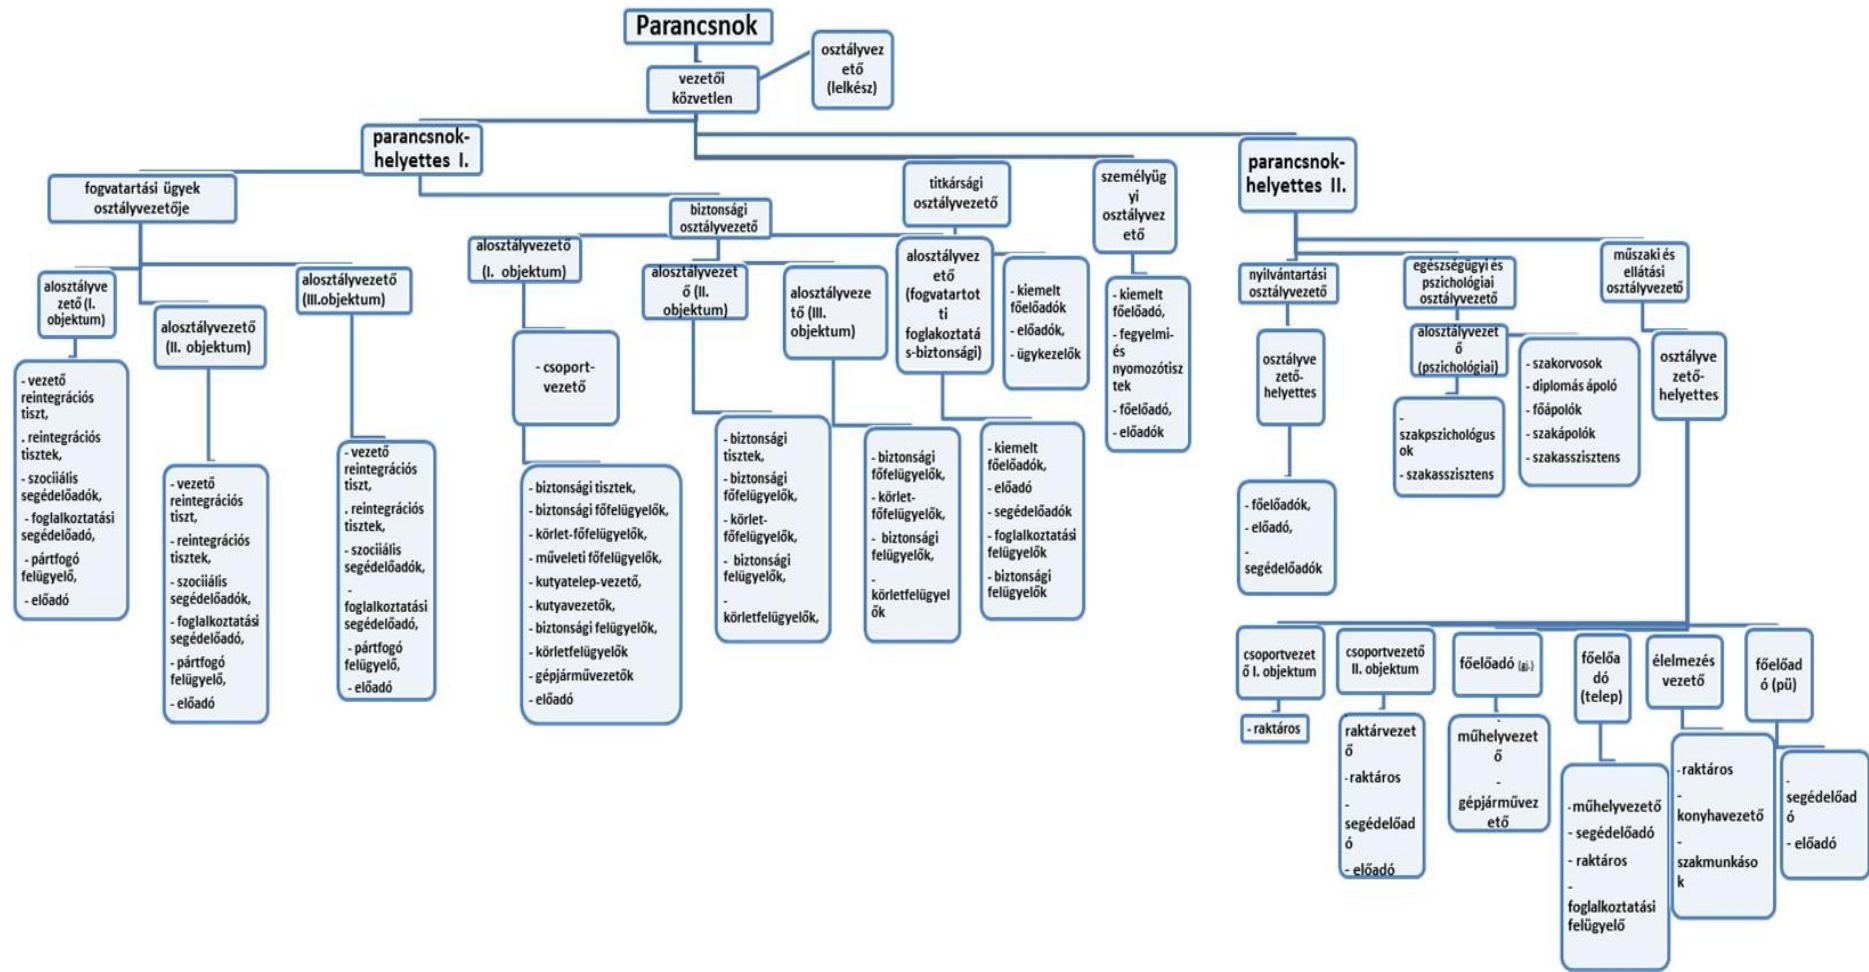 Parancsnok
osztályvez
ető
(lelkész)
vezetői
közvetlen
parancsnok-
helyettes I.
parancsnok-
helyettes II.
fogvatartási ügyek
osztályvezetője
biztonsági
osztályvezető
titkársági
osztályvezető
személyüg
yi
osztályvez
ető
nyilvántartási
osztályvezető
egészségügyi és
pszichológiai
osztályvezető
műszaki és
ellátási
osztályvezető
alosztályve
zető (I.
objektum)
alosztályvezető
(II. objektum)
alosztályvezető
(III.objektum)
alosztályvezető
(I. objektum)
alosztályvezet
ő (II.
objektum)
alosztályveze
tő (III.
objektum)
alosztályvez
ető
(fogvatartot
ti
foglakoztatá
s-biztonsági)
- kiemelt
főelőadók
- előadók,
- ügykezelők
- kiemelt
főelőadó,
- fegyelmi-
és
nyomozótisz
tek
- főelőadó,
- előadók
osztályve
zető-
helyettes
alosztályvezet
ő
(pszichológiai)
- szakorvosok
- diplomás ápoló
- főápolók
- szakápolók
- szakasszisztens
osztályve
zető-
helyettes
- vezető
reintegrációs
tiszt,
. reintegrációs
tisztek,
- szociiális
segédelőadók,
- foglalkoztatási
segédelőadó,
- pártfogó
felügyelő,
- előadó
- vezető
reintegrációs
tiszt,
- reintegrációs
tisztek,
- szociiális
segédelőadók,
- foglalkoztatási
segédelőadó,
- pártfogó
felügyelő,
- előadó
- vezető
reintegrációs
tiszt,
. reintegrációs
tisztek,
- szociiális
segédelőadók,
-
foglalkoztatási
segédelőadó,
- pártfogó
felügyelő,
- előadó
- csoport-
vezető
- biztonsági tisztek,
- biztonsági főfelügyelők,
- körlet-főfelügyelők,
- műveleti főfelügyelők,
- kutyatelep-vezető,
- kutyavezetők,
- biztonsági felügyelők,
- körletfelügyelők
- gépjárművezetők
- előadó
- biztonsági
tisztek,
- biztonsági
főfelügyelők,
- körlet-
főfelügyelők,
- biztonsági
felügyelők,
-
körletfelügyelők,
- biztonsági
főfelügyelők,
- körlet-
főfelügyelők,
- biztonsági
felügyelők,
-
körletfelügyel
ők
- kiemelt
főelőadók,
- előadó
- segédelőadók
- foglalkoztatási
felügyelők
- biztonsági
felügyelők
- főelőadók,
- előadó,
-
segédelőadók
-
szakpszichológus
ok
- szakasszisztens
csoportvezet
ő I. objektum
- raktáros
csoportvezető
II. objektum
raktárvezet
ő
- raktáros
-
segédelőad
ó
- előadó
főelőadó (gj.)
-
műhelyvezet
ő
-
gépjárművez
ető
főelőa
dó
(telep)
- műhelyvezető
- segédelőadó
- raktáros
-
foglalkoztatási
felügyelő
élelmezés
vezető
- raktáros
-
konyhavezető
-
szakmunkáso
k
főelőad
ó (pü)
-
segédelőad
ó
- előadó